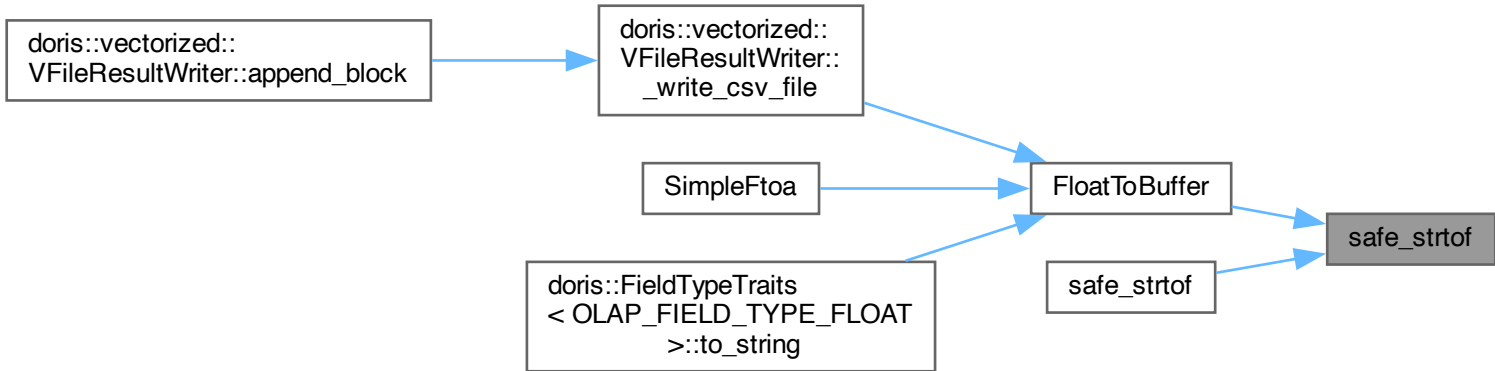 doris::vectorized::
VFileResultWriter::append_block
doris::vectorized::
VFileResultWriter::
_write_csv_file
SimpleFtoa
FloatToBuffer
safe_strtof
safe_strtof
doris::FieldTypeTraits
< OLAP_FIELD_TYPE_FLOAT
>::to_string